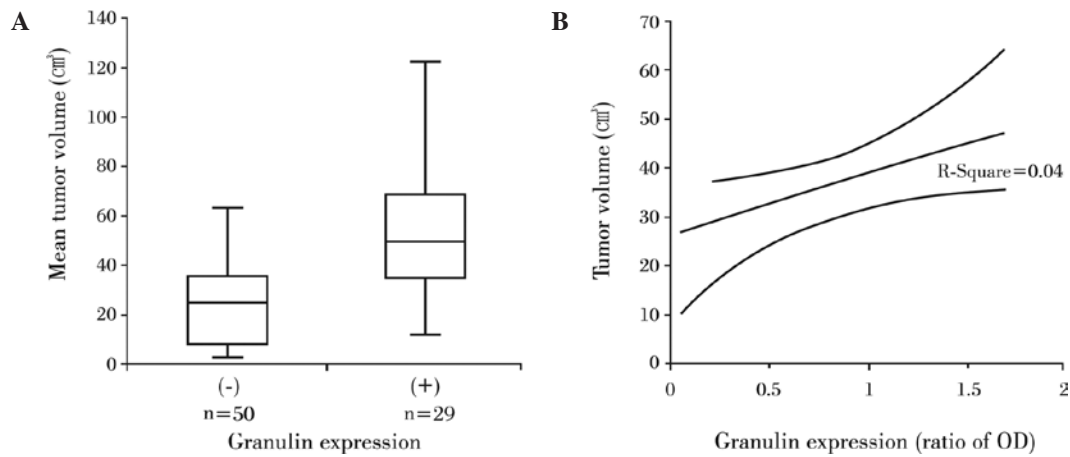 A
Mean tumor volume (㎤)
140
120
100
80
60
40
20
0
(-)
(+)
n=50
n=29
Granulin expression
B
Tumor volume (㎤)
70
60
50
40
30
20
10
0
R-Square=0.04
0
0.5
1
1.5
2
Granulin expression (ratio of OD)